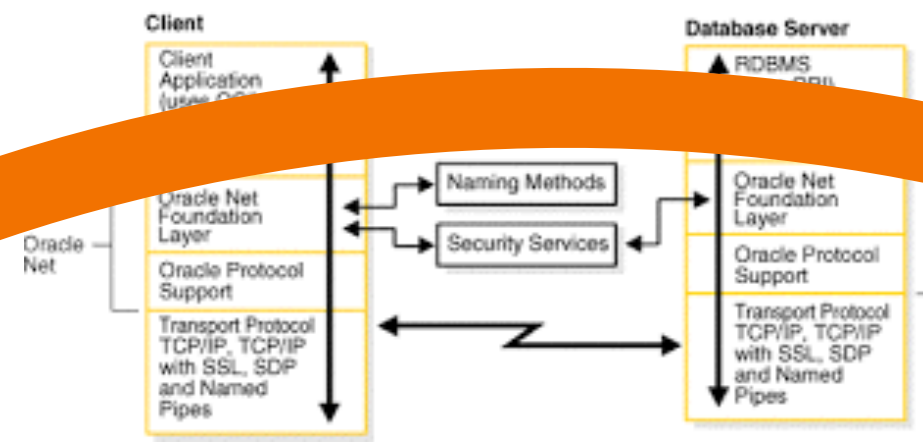 Client
Client
Application
(uses
Oracle Net
Foundation
Layer
Oracle Protocol
Support
Transport Protocol
TCP/IP, TCP/IP
with SSL, SDP
and Named
Pipes
Oracle
Net
Naming Methods
Security Services
Database Server
RDBMS
Oracle Net
Foundation
Layer
Oracle Protocol
Support
Transport Protocol
TCP/IP, TCP/IP
with SSL, SDP
and Named
Pipes